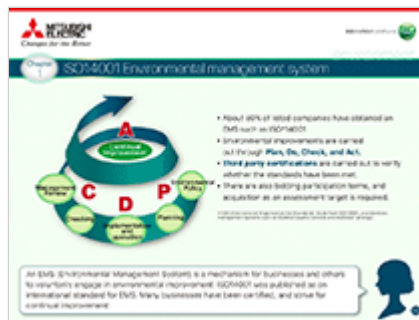 MITSUBISHI
ELECTRIC
Changes for the Better
Chapter
1
ISO14001 Environmental management system
A
Continual
Improvement
C
D
P
Management
Review
Environmental
Policy
Checking
Implementation
and
Planning
• About 80% of listed companies have obtained an
EMS such as ISO14001.
• Environmental improvements are carried
out through Plan, Do, Check, and Act.
• Third party certifications are carried out to verify
whether the standards have been met.
• There are also bidding participation terms, and
acquisition as an assessment target is required.
An EMS (Environmental Management System) is a mechanism for businesses and others
to voluntarily engage in environmental improvement. ISO14001 was published as an
international standard for EMS. Many businesses have been certified, and strive for
continual improvement.